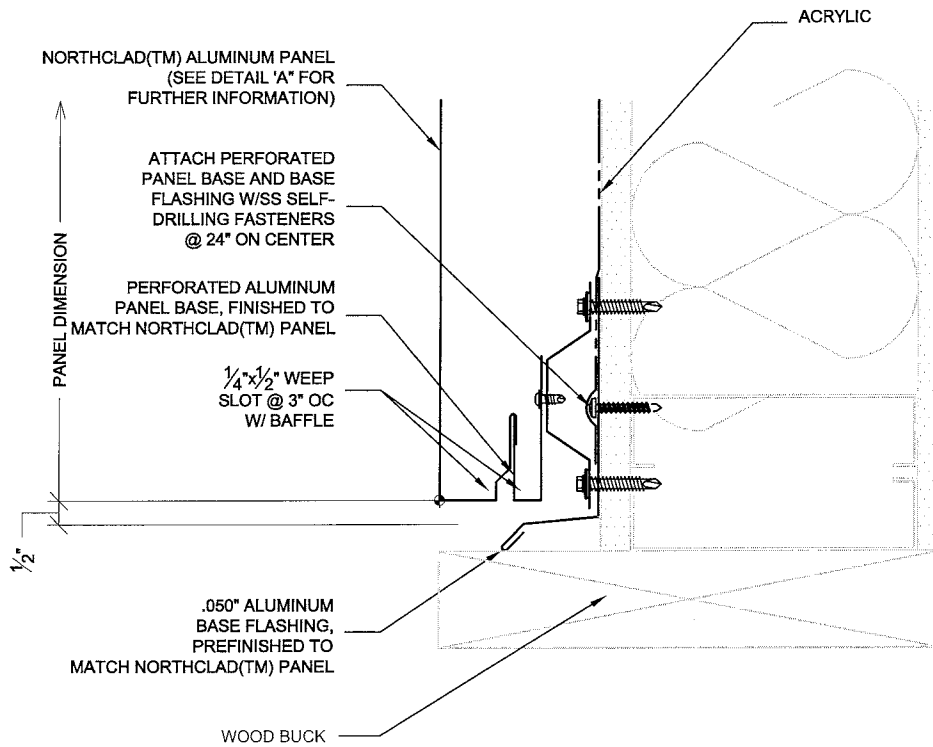 ACRYLIC
NORTHCLAD(TM) ALUMINUM PANEL
(SEE DETAIL 'A" FOR
FURTHER INFORMATION)
ATTACH PERFORATED
PANEL BASE AND BASE
FLASHING W/SS SELF-
DRILLING FASTENERS
@ 24" ON CENTER
PANEL DIMENSION
PERFORATED ALUMINUM
PANEL BASE, FINISHED TO
MATCH NORTHCLAD(TM) PANEL
1/4"x1/2" WEEP
SLOT @ 3" OC
W/ BAFFLE
1/2"
.050" ALUMINUM
BASE FLASHING,
PREFINISHED TO
MATCH NORTHCLAD(TM) PANEL
WOOD BUCK